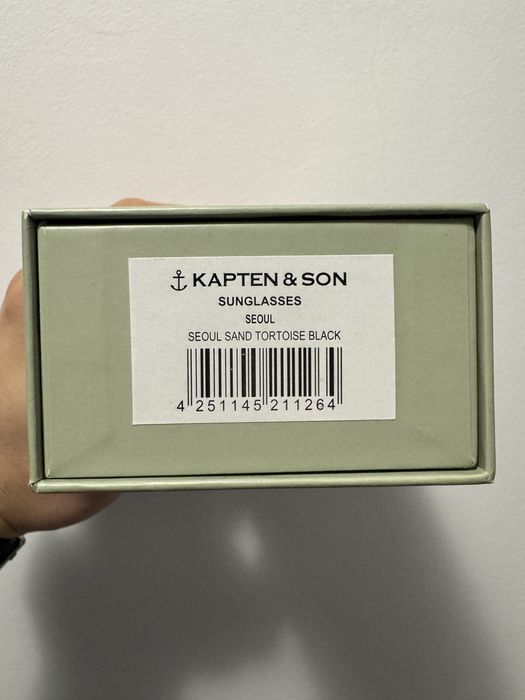 KAPTEN & SON
SUNGLASSES
SEOUL
SEOUL SAND TORTOISE BLACK
4 251145 211264